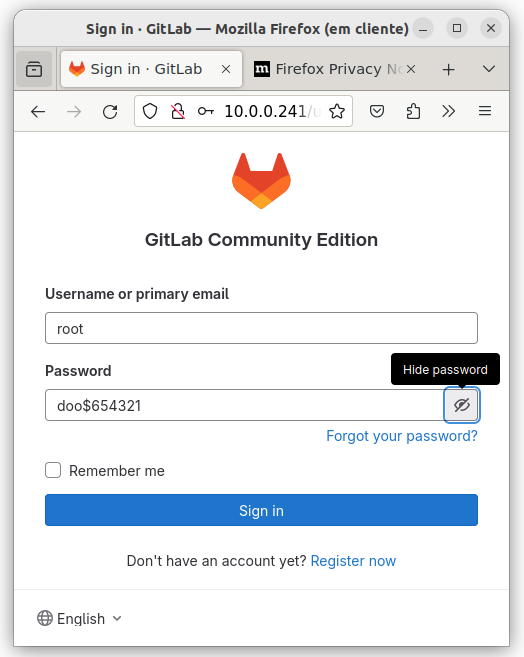 Sign in · GitLab — Mozilla Firefox (em cliente)
Sign in · GitLab
Firefox Privacy No
10.0.0.241/u
GitLab Community Edition
Username or primary email
root
Password
Hide password
doo$654321
Forgot your password?
Remember me
Sign in
Don't have an account yet? Register now
English